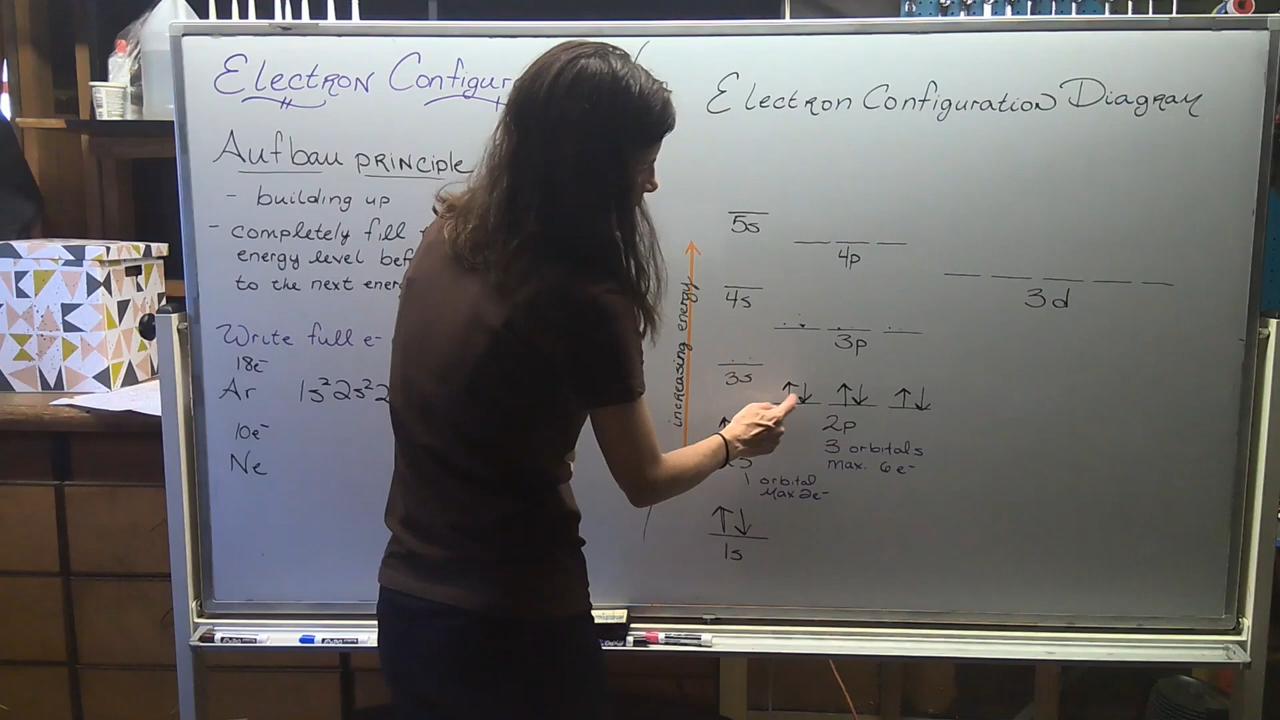 Electron Configur
Aufbau principle
- building up
- completely fill
energy level bef
to the next ener
Write full e-
18e-
Ar 1s²2s²2
10e-
Ne
Electron Configuration Diagram
increasing energy
5s
4p
4s
3d
3p
3s
↑↓ ↑↓ ↑↓
2p
3 orbitals
max. 6e-
1 orbital
Max 2e-
↑↓
1s